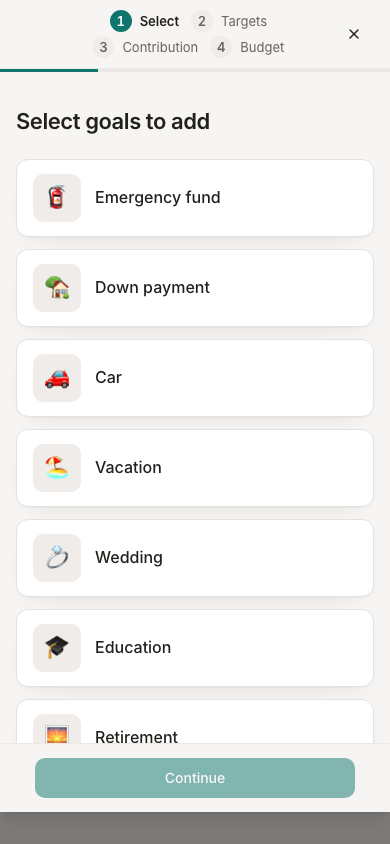 1 Select 2 Targets
3 Contribution 4 Budget
Select goals to add
Emergency fund
Down payment
Car
Vacation
Wedding
Education
Retirement
Continue